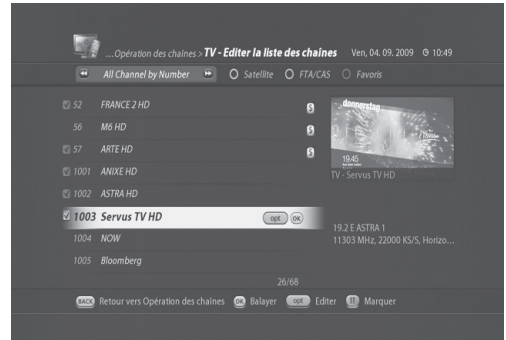 ...Opération des chaînes > TV - Editer la liste des chaînes Ven, 04. 09. 2009 10:49
All Channel by Number Satellite FTA/CAS Favoris
52 FRANCE 2 HD $
56 M6 HD $
57 ARTE HD $
1001 ANIXE HD
1002 ASTRA HD
1003 Servus TV HD opt OK
1004 NOW
1005 Bloomberg
donnerstag
19.45
TV - Servus TV HD
19.2 E ASTRA 1
11303 MHz, 22000 KS/S, Horizo...
26/68
BACK Retour vers Opération des chaînes OK Balayer opt Editer Marquer